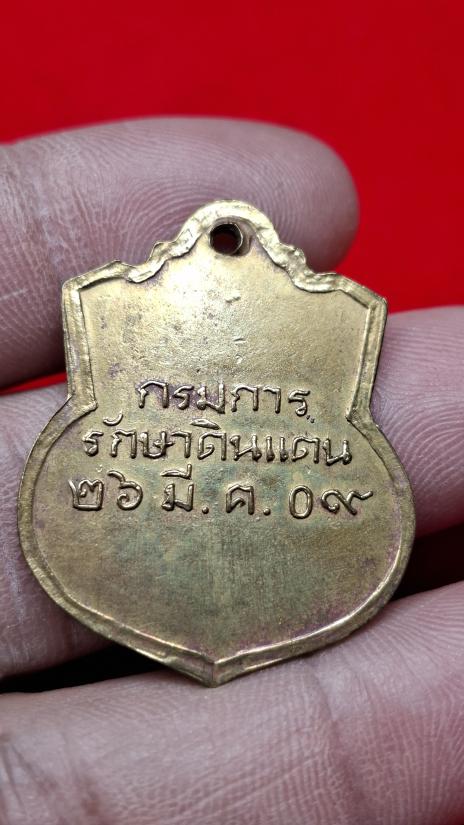 กรมการ
รักษาดินแดน
๒๖ มี. ค. ๐๙